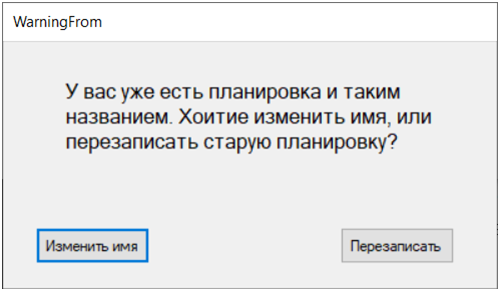 WarningFrom
У вас уже есть планировка и таким
названием. Хоитие изменить имя, или
перезаписать старую планировку?
Изменить имя
Перезаписать